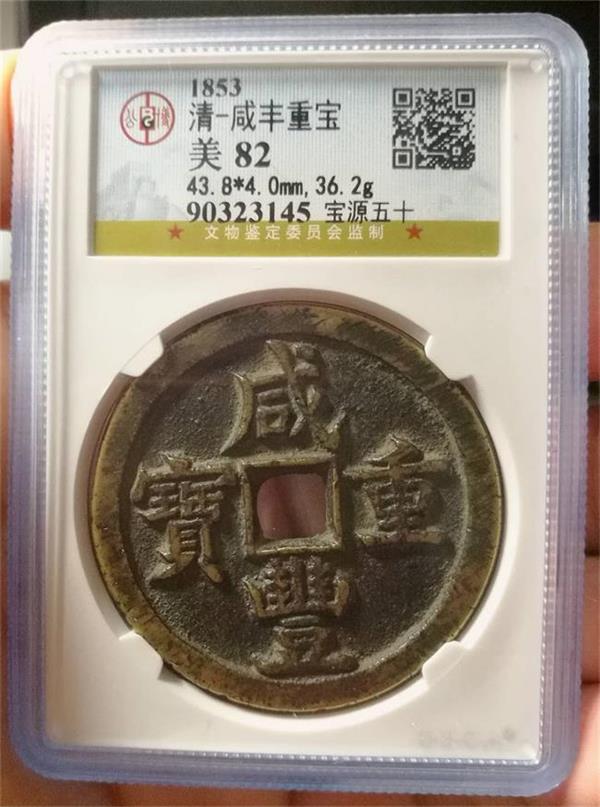 1853
清-咸丰重宝
美 82
43.8*4.0mm, 36.2g
90323145 宝源五十
★ 文物鉴定委员会监制 ★
咸
寶 重
豐